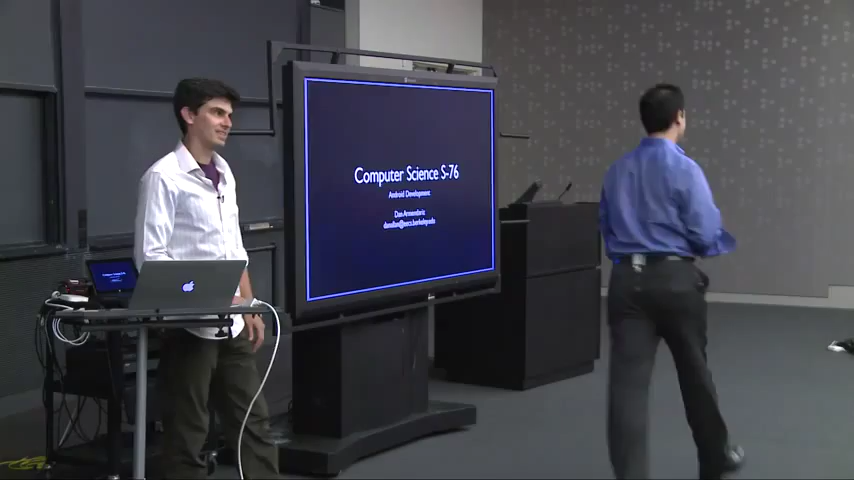 Computer Science S-76
Android Development
Dan Armendariz